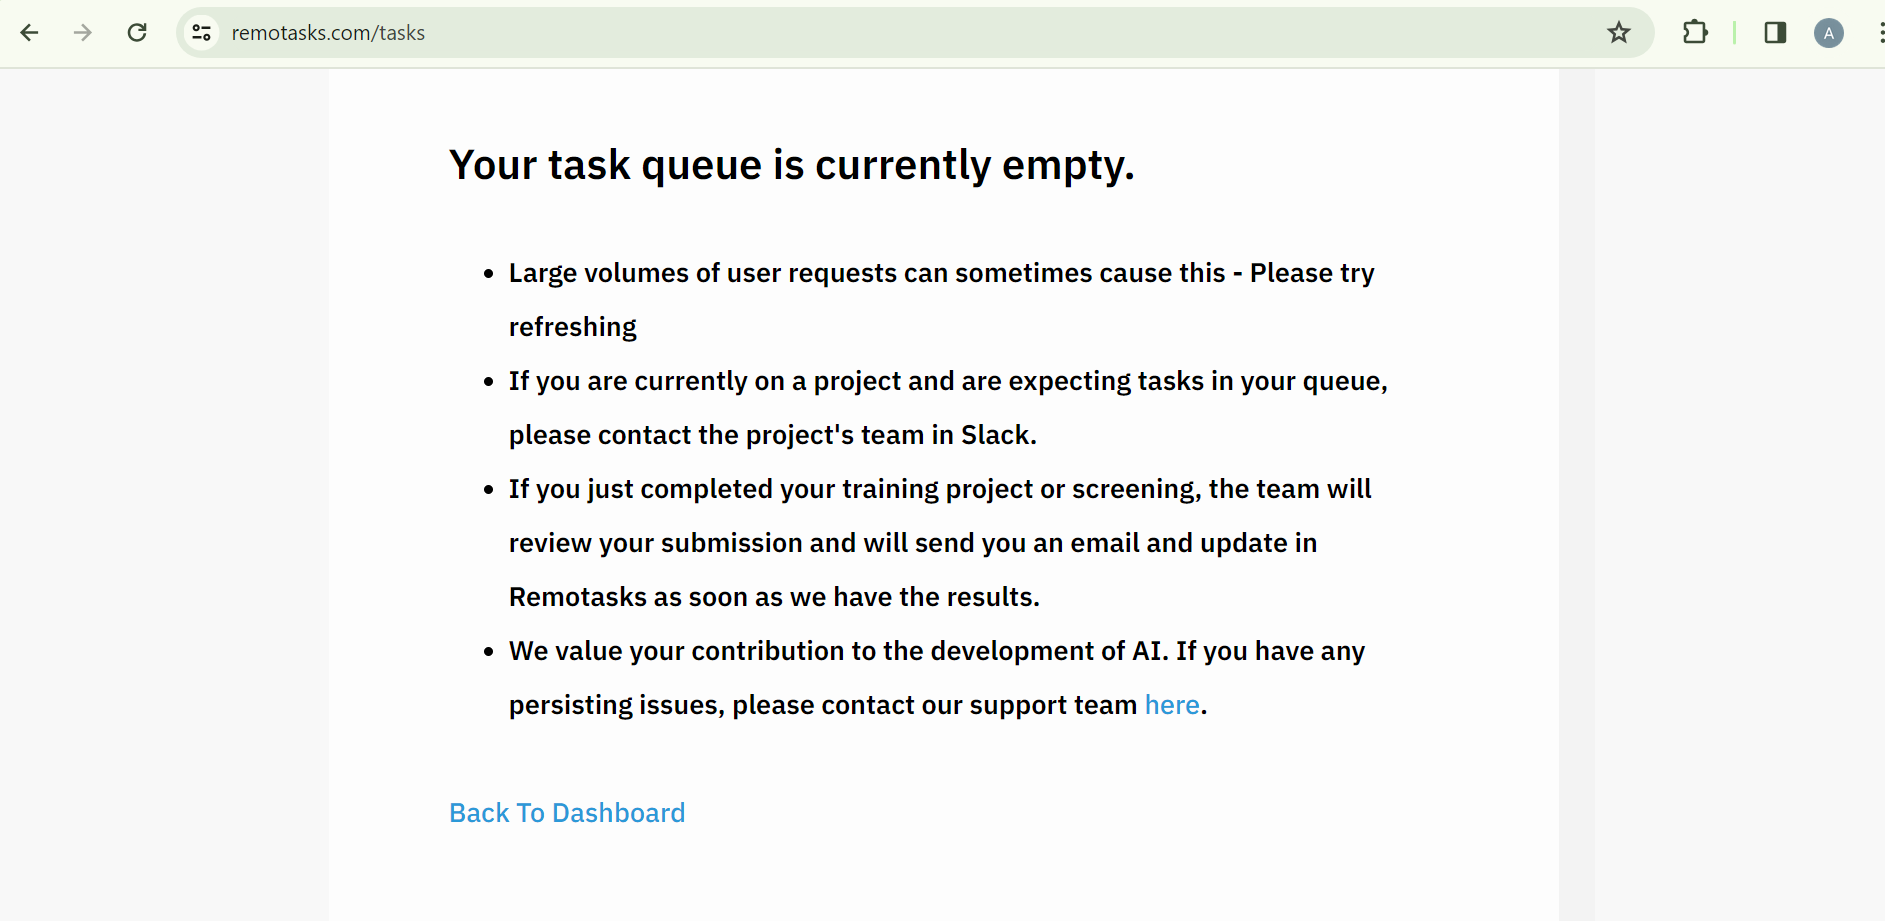 remotasks.com/tasks
A
Your task queue is currently empty.
Large volumes of user requests can sometimes cause this - Please try
refreshing
If you are currently on a project and are expecting tasks in your queue,
please contact the project's team in Slack.
If you just completed your training project or screening, the team will
review your submission and will send you an email and update in
Remotasks as soon as we have the results.
We value your contribution to the development of AI. If you have any
persisting issues, please contact our support team here.
Back To Dashboard